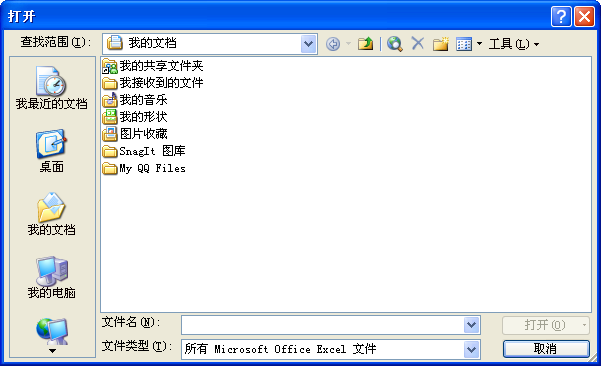 打开
查找范围(I):
我的文档
工具(L)
我的共享文件夹
我接收到的文件
我的音乐
我的形状
图片收藏
SnagIt 图库
My QQ Files
我最近的文档
桌面
我的文档
我的电脑
文件名(N):
打开(O)
文件类型(T):
所有 Microsoft Office Excel 文件
取消